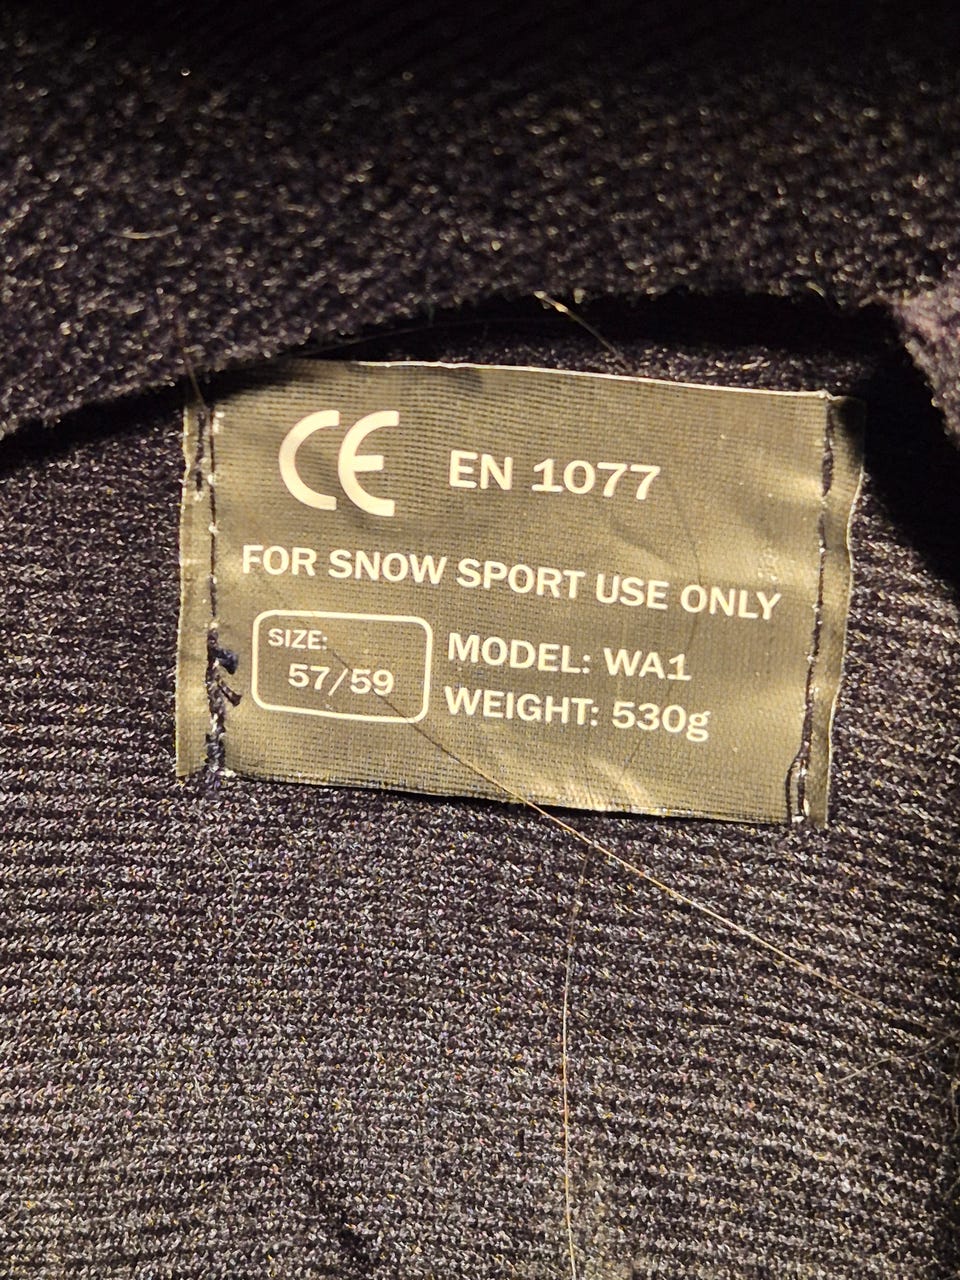 CE EN 1077
FOR SNOW SPORT USE ONLY
SIZE:
57/59
MODEL: WA1
WEIGHT: 530g